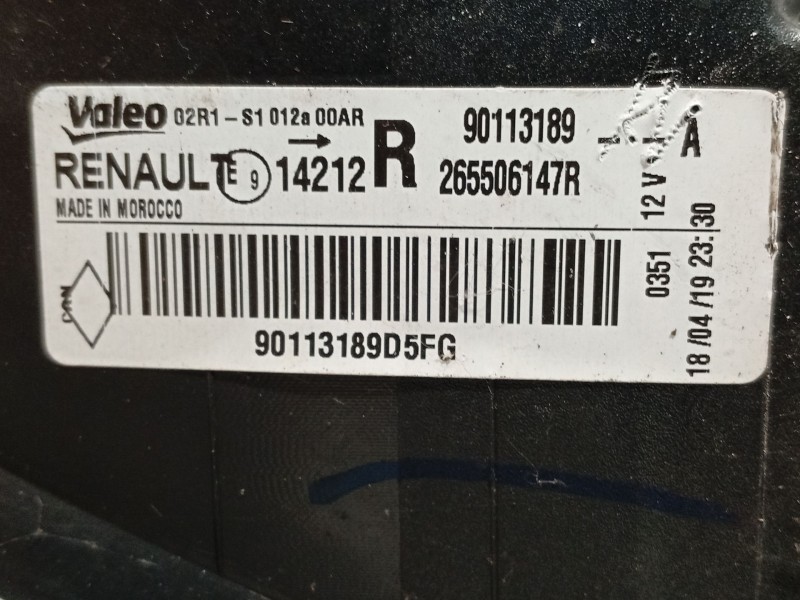 Valeo 02R1-S1 012a 00AR
RENAULT E 9 14212 R
MADE IN MOROCCO
90113189 - A
265506147R
12 V
0351
18/04/19 23:30
90113189D5FG